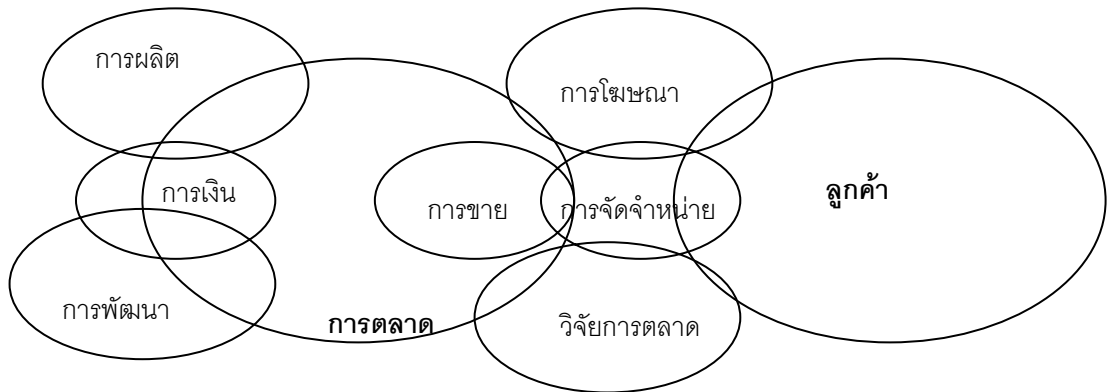 การผลิต
การโฆษณา
การเงิน
การขาย
การจัดจำหน่าย
ลูกค้า
การพัฒนา
การตลาด
วิจัยการตลาด